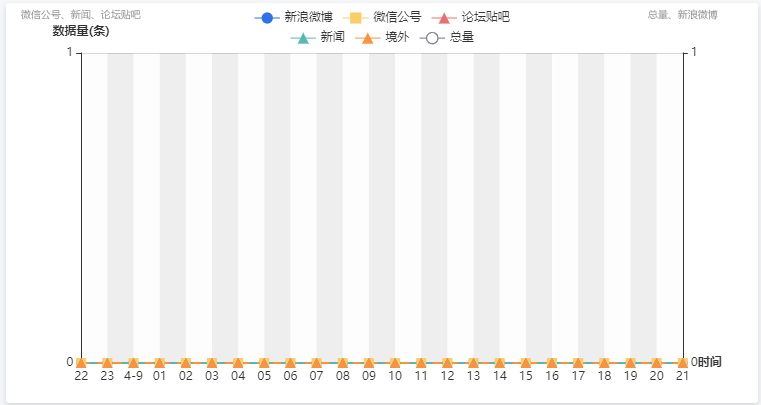 微信公号、新闻、论坛贴吧
总量、新浪微博
数据量(条)
新浪微博 微信公号 论坛贴吧
新闻 境外 总量
1 1
0 0时间
22 23 4-9 01 02 03 04 05 06 07 08 09 10 11 12 13 14 15 16 17 18 19 20 21